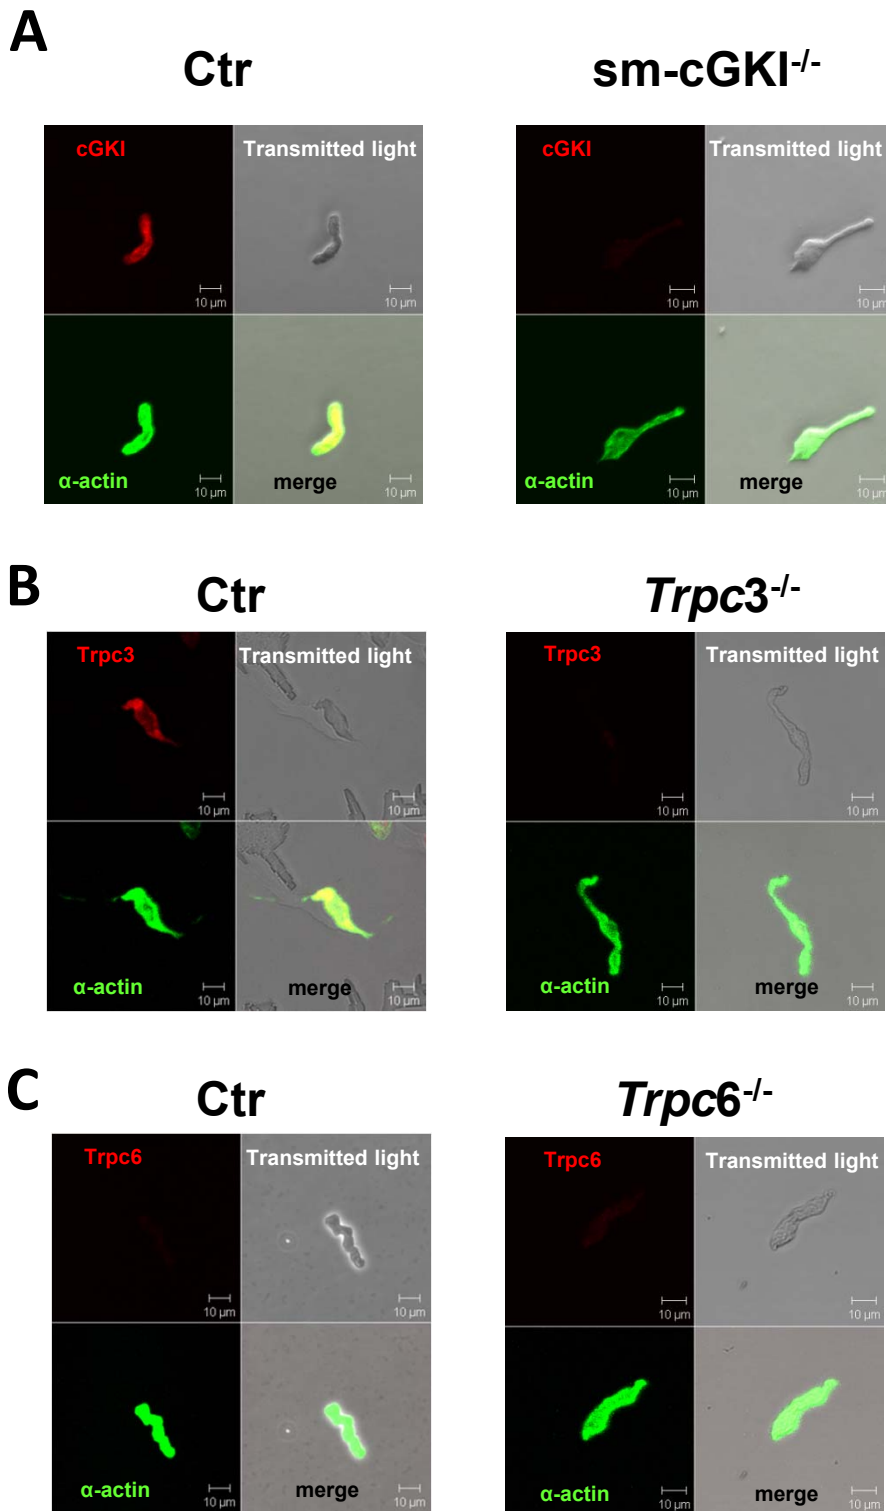 A
Ctr
sm-cGKI-/-
cGKI
Transmitted light
10 µm
10 µm
α-actin
merge
10 µm
10 µm
cGKI
Transmitted light
10 µm
10 µm
α-actin
merge
10 µm
10 µm
B
Ctr
Trpc3-/-
Trpc3
Transmitted light
10 µm
10 µm
α-actin
merge
10 µm
10 µm
Trpc3
Transmitted light
10 µm
10 µm
α-actin
merge
10 µm
10 µm
C
Ctr
Trpc6-/-
Trpc6
Transmitted light
10 µm
10 µm
α-actin
merge
10 µm
10 µm
Trpc6
Transmitted light
10 µm
10 µm
α-actin
merge
10 µm
10 µm